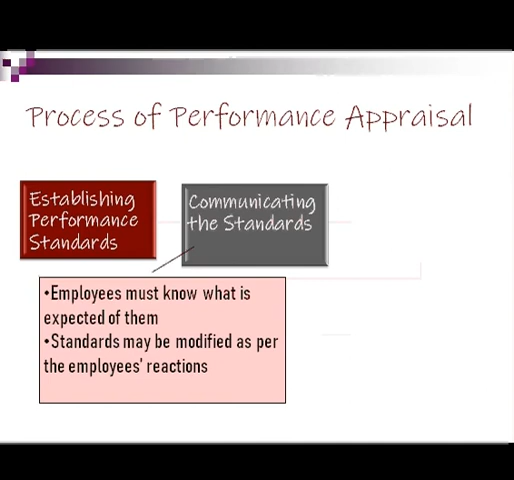 Process of Performance Appraisal
Establishing
Performance
Standards
Communicating
the Standards
•Employees must know what is
expected of them
•Standards may be modified as per
the employees' reactions